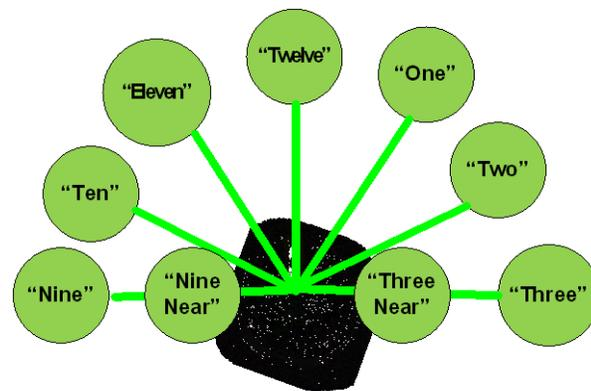 “Twelve”
“One”
“Eleven”
“Two”
“Ten”
“Nine
Near”
“Three
Near”
“Nine”
“Three”